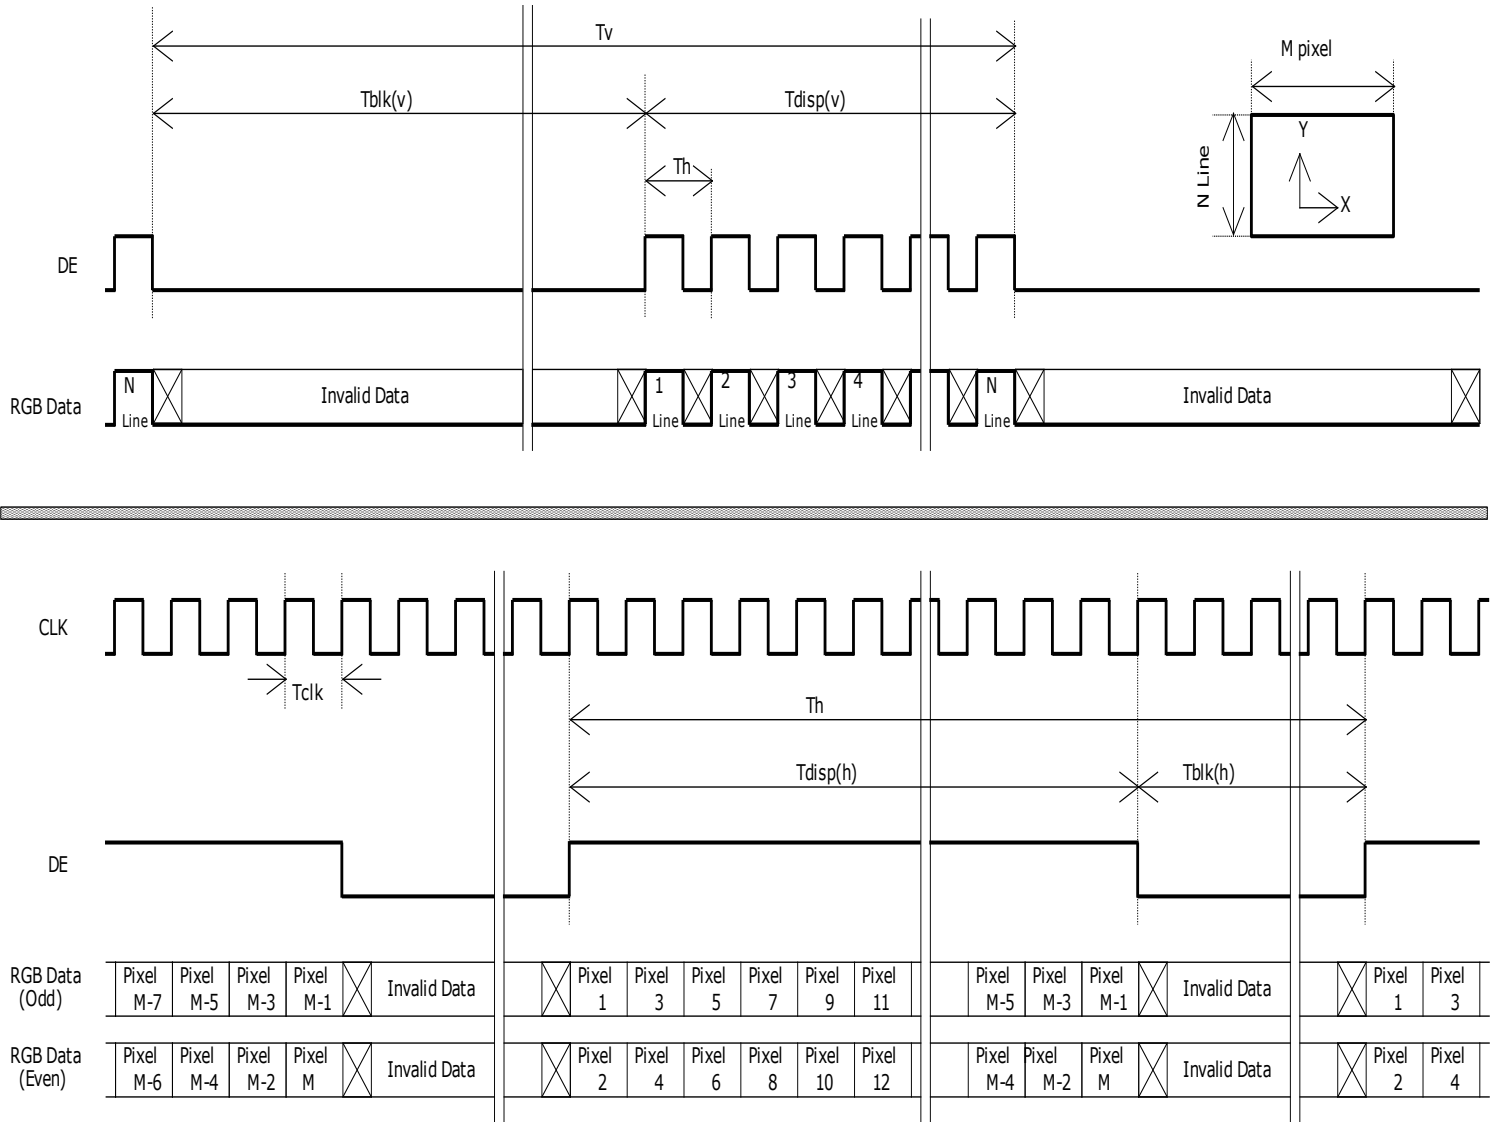 Tv
M pixel
Tblk(v) Tdisp(v)
Y
Th
N Line
X
DE
N 1 2 3 4 N
RGB Data Invalid Data Invalid Data
Line Line Line Line Line Line
CLK
Tclk
Th
Tdisp(h) Tblk(h)
DE
RGB Data Pixel Pixel Pixel Pixel Invalid Data Pixel Pixel Pixel Pixel Pixel Pixel Pixel Pixel Pixel Invalid Data Pixel Pixel
(Odd) M-7 M-5 M-3 M-1 1 3 5 7 9 11 M-5 M-3 M-1 1 3
RGB Data Pixel Pixel Pixel Pixel Invalid Data Pixel Pixel Pixel Pixel Pixel Pixel Pixel Pixel Pixel Invalid Data Pixel Pixel
(Even) M-6 M-4 M-2 M 2 4 6 8 10 12 M-4 M-2 M 2 4